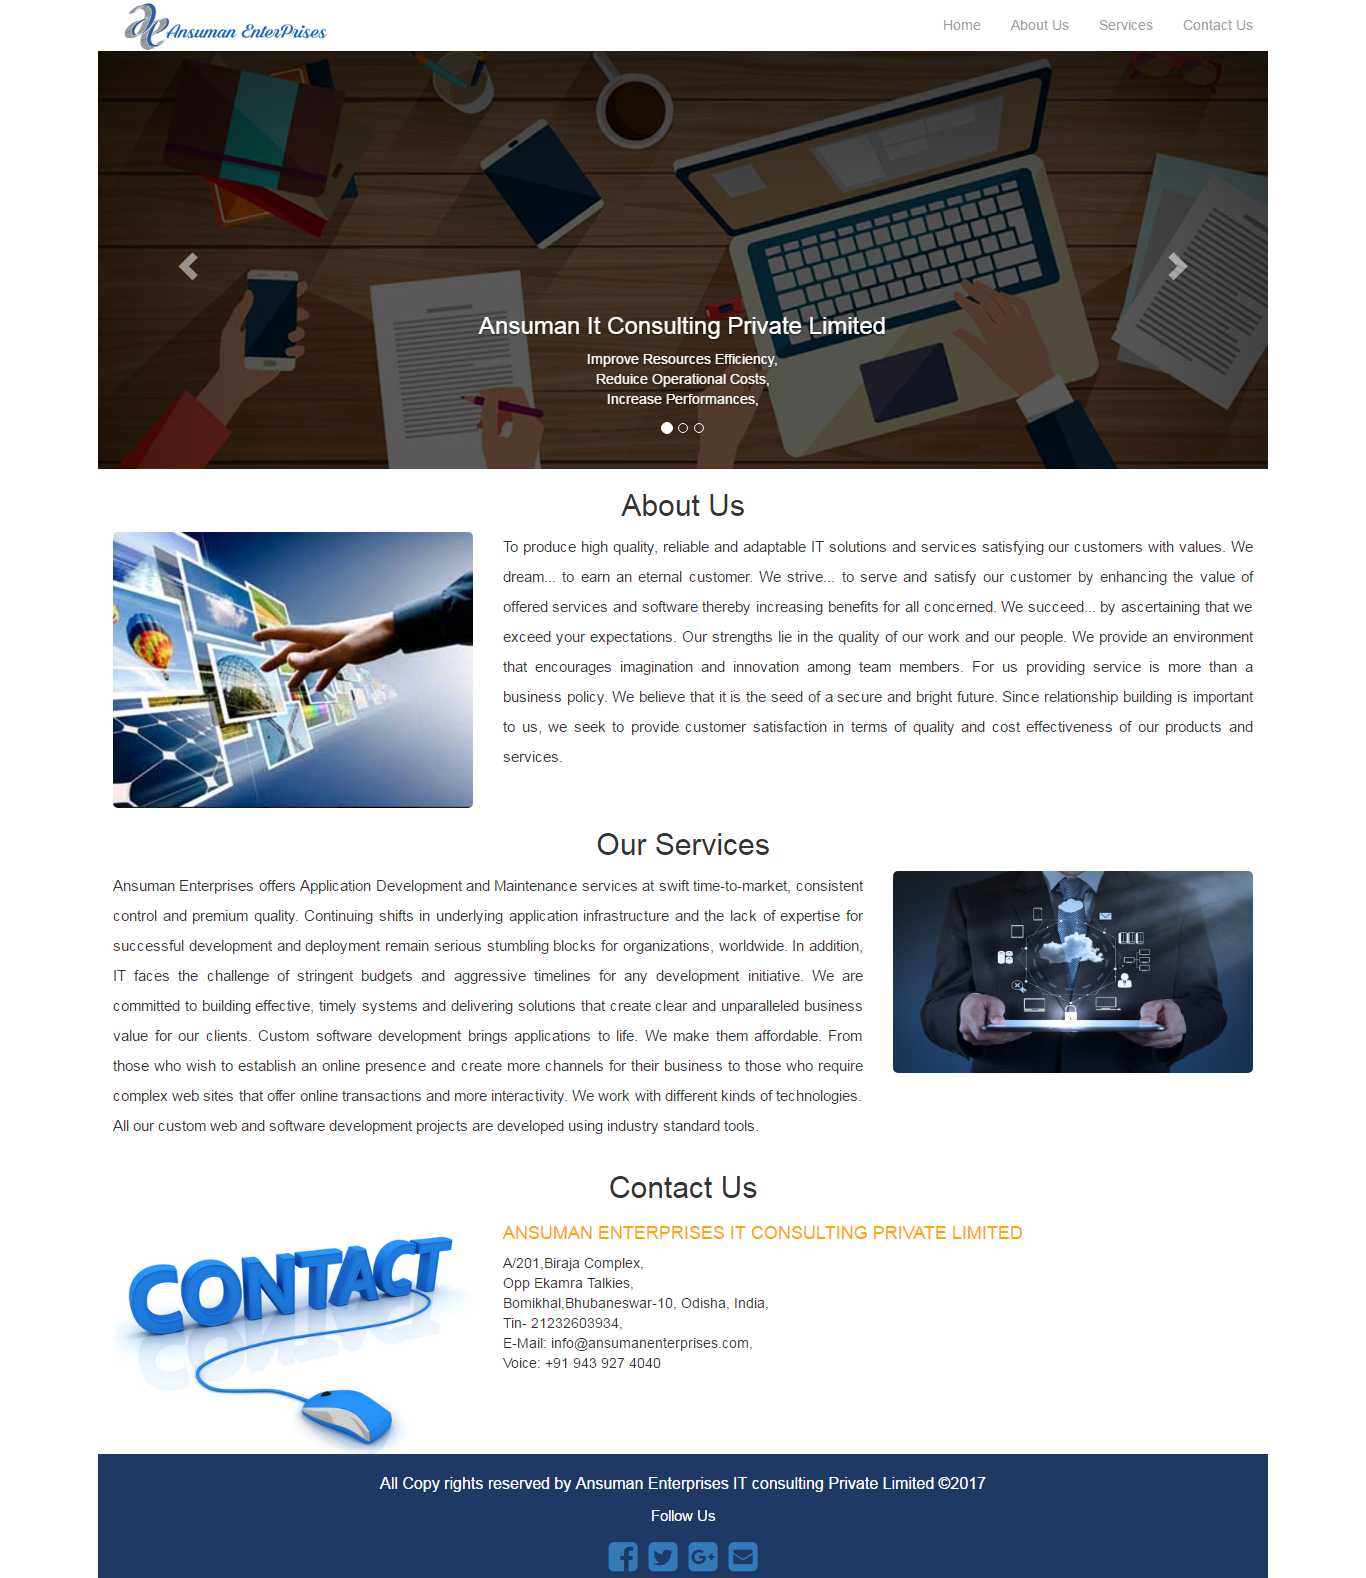 Ansuman EnterPrises
Home About Us Services Contact Us
Ansuman It Consulting Private Limited
Improve Resources Efficiency,
Reduice Operational Costs,
Increase Performances,
About Us
To produce high quality, reliable and adaptable IT solutions and services satisfying our customers with values. We
dream... to earn an eternal customer. We strive... to serve and satisfy our customer by enhancing the value of
offered services and software thereby increasing benefits for all concerned. We succeed... by ascertaining that we
exceed your expectations. Our strengths lie in the quality of our work and our people. We provide an environment
that encourages imagination and innovation among team members. For us providing service is more than a
business policy. We believe that it is the seed of a secure and bright future. Since relationship building is important
to us, we seek to provide customer satisfaction in terms of quality and cost effectiveness of our products and
services.
Our Services
Ansuman Enterprises offers Application Development and Maintenance services at swift time-to-market, consistent
control and premium quality. Continuing shifts in underlying application infrastructure and the lack of expertise for
successful development and deployment remain serious stumbling blocks for organizations, worldwide. In addition,
IT faces the challenge of stringent budgets and aggressive timelines for any development initiative. We are
committed to building effective, timely systems and delivering solutions that create clear and unparalleled business
value for our clients. Custom software development brings applications to life. We make them affordable. From
those who wish to establish an online presence and create more channels for their business to those who require
complex web sites that offer online transactions and more interactivity. We work with different kinds of technologies.
All our custom web and software development projects are developed using industry standard tools.
Contact Us
CONTACT
ANSUMAN ENTERPRISES IT CONSULTING PRIVATE LIMITED
A/201,Biraja Complex,
Opp Ekamra Talkies,
Bomikhal,Bhubaneswar-10, Odisha, India,
Tin- 21232603934,
E-Mail: info@ansumanenterprises.com,
Voice: +91 943 927 4040
All Copy rights reserved by Ansuman Enterprises IT consulting Private Limited ©2017
Follow Us